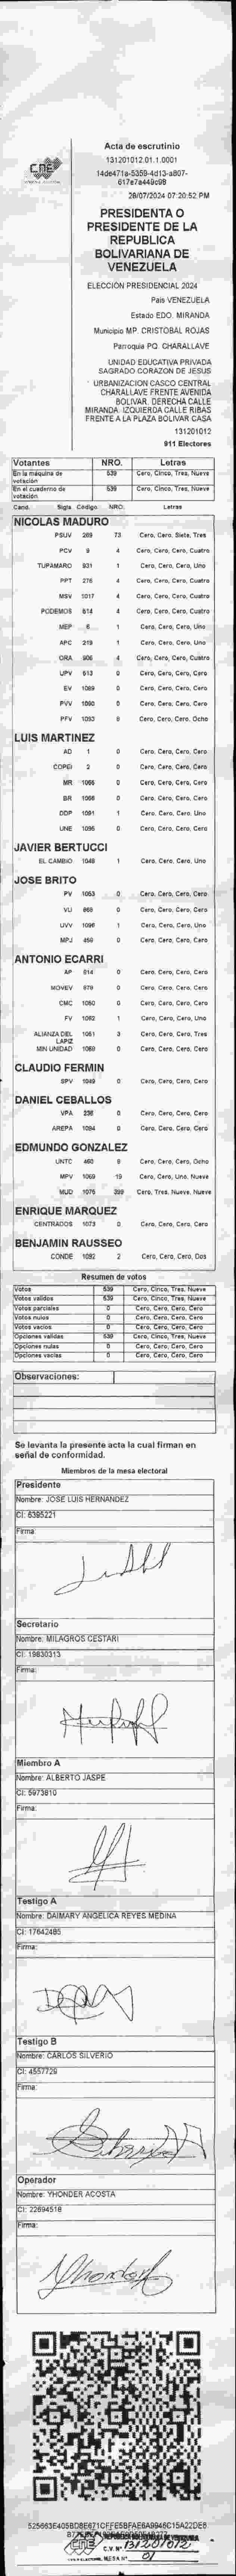 Acta de escrutinio
131201012.01.1.0001
14de471a-5359-4d13-a807-
617e7a449c98
28/07/2024 07:20:52 PM
CNE
PRESIDENTA O
PRESIDENTE DE LA
REPUBLICA
BOLIVARIANA DE
VENEZUELA
ELECCIÓN PRESIDENCIAL 2024
País VENEZUELA
Estado EDO. MIRANDA
Municipio MP. CRISTOBAL ROJAS
Parroquia PQ. CHARALLAVE
UNIDAD EDUCATIVA PRIVADA
SAGRADO CORAZON DE JESUS
URBANIZACION CASCO CENTRAL
CHARALLAVE FRENTE AVENIDA
BOLIVAR. DERECHA CALLE
MIRANDA. IZQUIERDA CALLE RIBAS
FRENTE A LA PLAZA BOLIVAR CASA
131201012
911 Electores
Votantes NRO. Letras
En la máquina de votación 539 Cero, Cinco, Tres, Nueve
En el cuaderno de votación 539 Cero, Cinco, Tres, Nueve
Cand. Sigla Código NRO. Letras
NICOLAS MADURO
PSUV 269 73 Cero, Cero, Siete, Tres
PCV 9 4 Cero, Cero, Cero, Cuatro
TUPAMARO 931 1 Cero, Cero, Cero, Uno
PPT 276 4 Cero, Cero, Cero, Cuatro
MSV 1017 4 Cero, Cero, Cero, Cuatro
PODEMOS 514 4 Cero, Cero, Cero, Cuatro
MEP 6 1 Cero, Cero, Cero, Uno
APC 219 1 Cero, Cero, Cero, Uno
ORA 906 4 Cero, Cero, Cero, Cuatro
UPV 613 0 Cero, Cero, Cero, Cero
EV 1089 0 Cero, Cero, Cero, Cero
PVV 1090 0 Cero, Cero, Cero, Cero
PFV 1093 8 Cero, Cero, Cero, Ocho
LUIS MARTINEZ
AD 1 0 Cero, Cero, Cero, Cero
COPEI 2 0 Cero, Cero, Cero, Cero
MR 1066 0 Cero, Cero, Cero, Cero
BR 0 Cero, Cero, Cero, Cero
DDP 1091 1 Cero, Cero, Cero, Uno
UNE 1095 0 Cero, Cero, Cero, Cero
JAVIER BERTUCCI
EL CAMBIO 1048 1 Cero, Cero, Cero, Uno
JOSE BRITO
PV 1053 0 Cero, Cero, Cero, Cero
VU 868 0 Cero, Cero, Cero, Cero
UVV 1096 1 Cero, Cero, Cero, Uno
MPJ 459 0 Cero, Cero, Cero, Cero
ANTONIO ECARRI
AP 814 0 Cero, Cero, Cero, Cero
MOVEV 879 0 Cero, Cero, Cero, Cero
CMC 1050 0 Cero, Cero, Cero, Cero
FV 1082 1 Cero, Cero, Cero, Uno
ALIANZA DEL LAPIZ 1051 3 Cero, Cero, Cero, Tres
MIN UNIDAD 1069 0 Cero, Cero, Cero, Cero
CLAUDIO FERMIN
SPV 1049 0 Cero, Cero, Cero, Cero
DANIEL CEBALLOS
VPA 236 0 Cero, Cero, Cero, Cero
AREPA 1094 0 Cero, Cero, Cero, Cero
EDMUNDO GONZALEZ
UNTC 460 8 Cero, Cero, Cero, Ocho
MPV 1069 19 Cero, Cero, Uno, Nueve
MUD 1076 399 Cero, Tres, Nueve, Nueve
ENRIQUE MARQUEZ
CENTRADOS 1073 0 Cero, Cero, Cero, Cero
BENJAMIN RAUSSEO
CONDE 1092 2 Cero, Cero, Cero, Dos
Resumen de votos
Votos 539 Cero, Cinco, Tres, Nueve
Votos validos 539 Cero, Cinco, Tres, Nueve
Votos parciales 0 Cero, Cero, Cero, Cero
Votos nulos 0 Cero, Cero, Cero, Cero
Votos vacios 0 Cero, Cero, Cero, Cero
Opciones validas 539 Cero, Cinco, Tres, Nueve
Opciones nulas 0 Cero, Cero, Cero, Cero
Opciones vacias 0 Cero, Cero, Cero, Cero
Observaciones:
Se levanta la presente acta la cual firman en
señal de conformidad.
Miembros de la mesa electoral
Presidente
Nombre: JOSE LUIS HERNANDEZ
CI: 6395221
Firma:
Secretario
Nombre: MILAGROS CESTARI
CI: 19830313
Firma:
Miembro A
Nombre: ALBERTO JASPE
CI: 5973810
Firma:
Testigo A
Nombre: DAIMARY ANGELICA REYES MEDINA
CI: 17642485
Firma:
Testigo B
Nombre: CARLOS SILVERIO
CI: 4557729
Firma:
Operador
Nombre: YHONDER ACOSTA
CI: 22694518
Firma:
Yhonder
525663E405BD8E671CFFE5BFAE6A9946C15A22DE6
CNE
C.V. Nº 131201012
MESA Nº 01